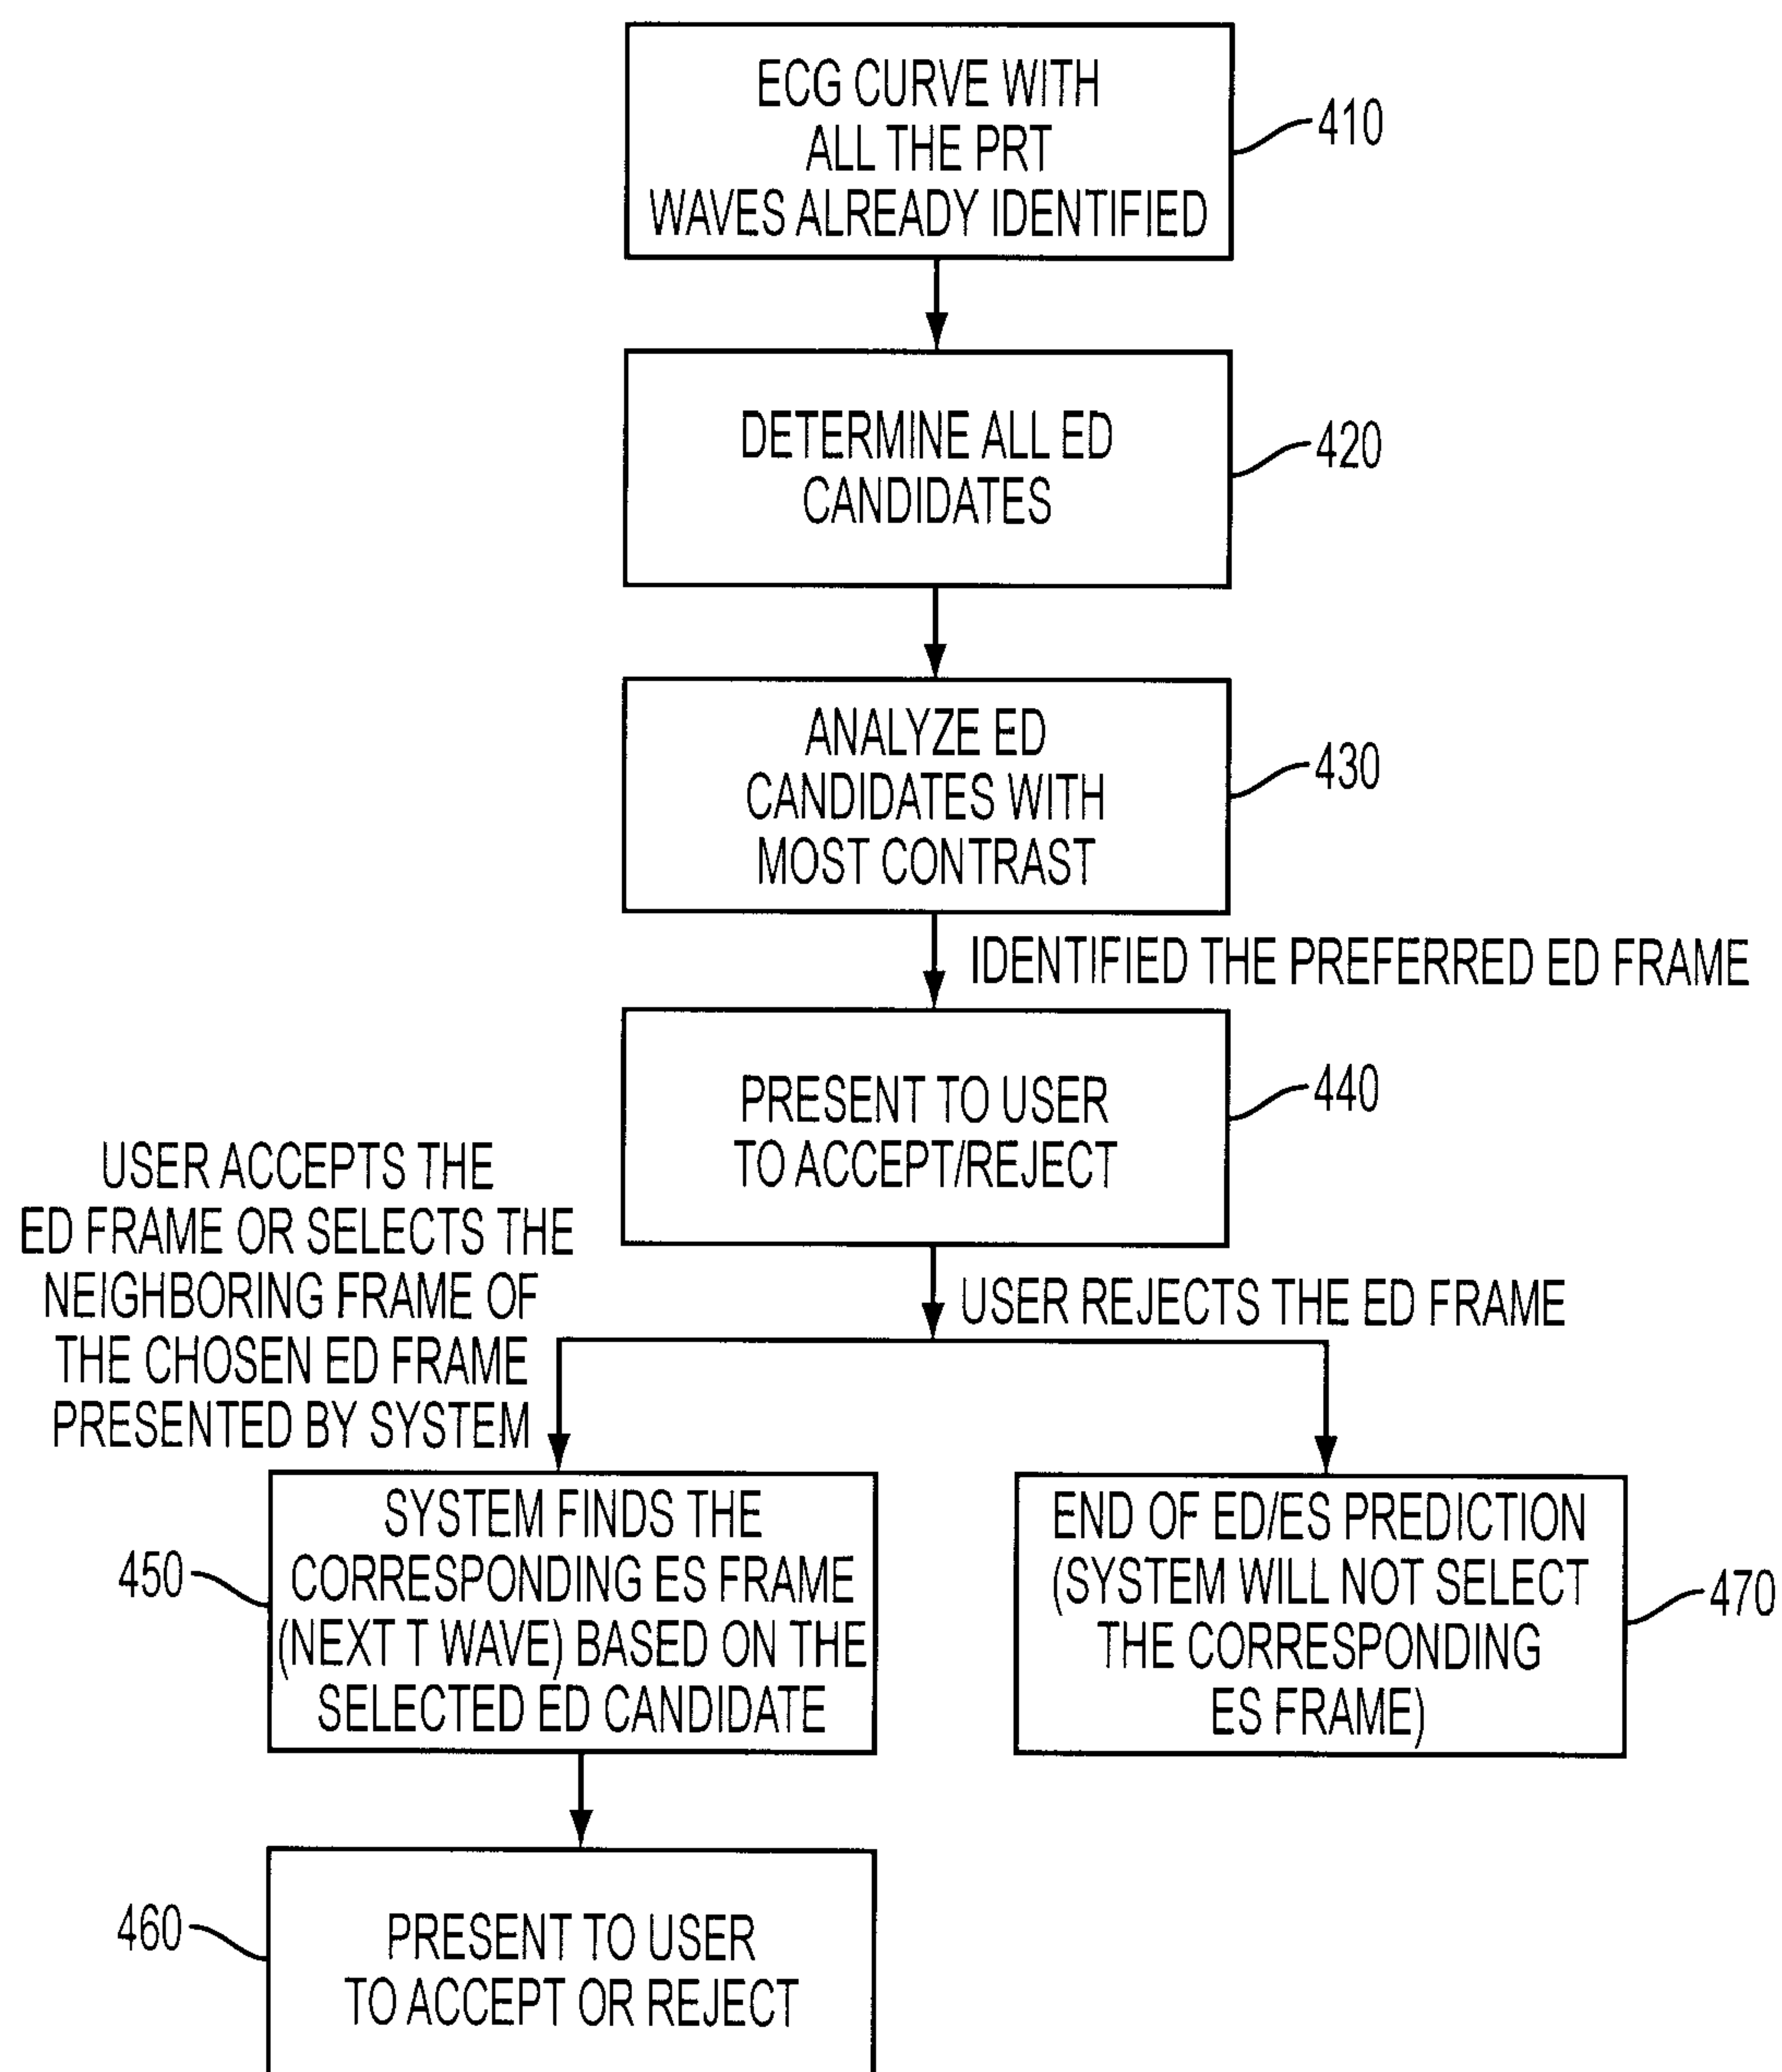 ECG CURVE WITH
ALL THE PRT
WAVES ALREADY IDENTIFIED
410
DETERMINE ALL ED
CANDIDATES
420
ANALYZE ED
CANDIDATES WITH
MOST CONTRAST
430
IDENTIFIED THE PREFERRED ED FRAME
PRESENT TO USER
TO ACCEPT/REJECT
440
USER ACCEPTS THE
ED FRAME OR SELECTS THE
NEIGHBORING FRAME OF
THE CHOSEN ED FRAME
PRESENTED BY SYSTEM
USER REJECTS THE ED FRAME
450
SYSTEM FINDS THE
CORRESPONDING ES FRAME
(NEXT T WAVE) BASED ON THE
SELECTED ED CANDIDATE
END OF ED/ES PREDICTION
(SYSTEM WILL NOT SELECT
THE CORRESPONDING
ES FRAME)
470
460
PRESENT TO USER
TO ACCEPT OR REJECT